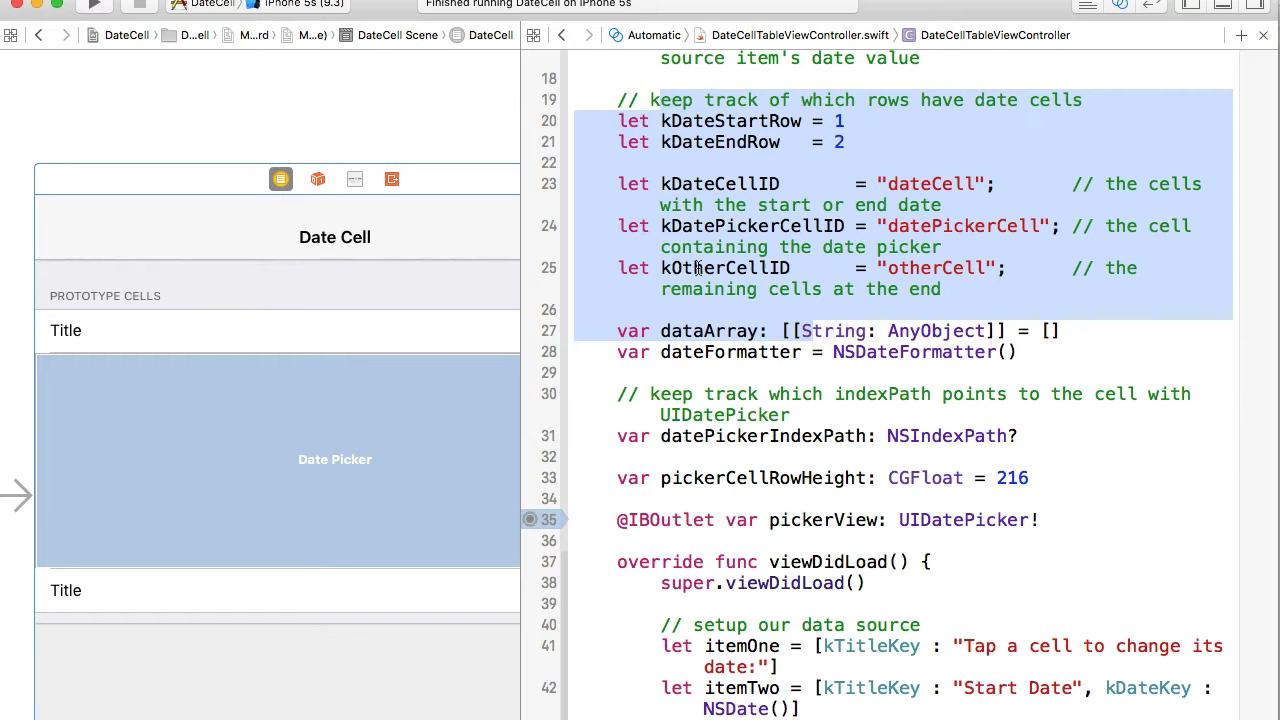 DateCell
iPhone 5s (9.3)
Finished running DateCell on iPhone 5s
DateCell
D...ell
M...rd
M...e)
DateCell Scene
DateCell
Automatic
DateCellTableViewController.swift
DateCellTableViewController
Date Cell
PROTOTYPE CELLS
Title
Date Picker
Title
source item's date value
18
19 // keep track of which rows have date cells
20 let kDateStartRow = 1
21 let kDateEndRow   = 2
22
23 let kDateCellID       = "dateCell";       // the cells
with the start or end date
24 let kDatePickerCellID = "datePickerCell"; // the cell
containing the date picker
25 let kOtherCellID      = "otherCell";      // the
remaining cells at the end
26
27 var dataArray: [[String: AnyObject]] = []
28 var dateFormatter = NSDateFormatter()
29
30 // keep track which indexPath points to the cell with
UIDatePicker
31 var datePickerIndexPath: NSIndexPath?
32
33 var pickerCellRowHeight: CGFloat = 216
34
35 @IBOutlet var pickerView: UIDatePicker!
36
37 override func viewDidLoad() {
38 super.viewDidLoad()
39
40 // setup our data source
41 let itemOne = [kTitleKey : "Tap a cell to change its
date:"]
42 let itemTwo = [kTitleKey : "Start Date", kDateKey :
NSDate()]